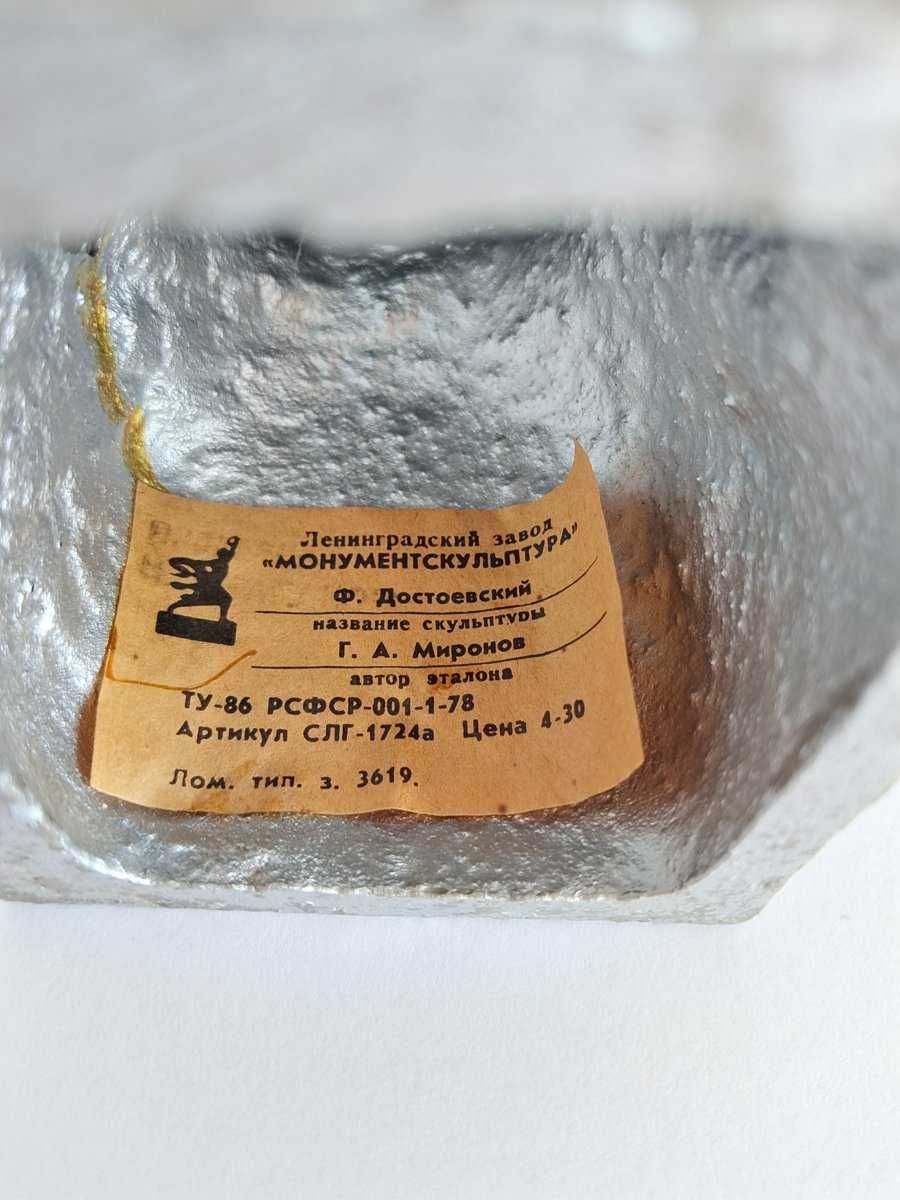 Ленинградский завод
«МОНУМЕНТСКУЛЬПТУРА»
Ф. Достоевский
название скульптуры
Г. А. Миронов
автор эталона
ТУ-86 РСФСР-001-1-78
Артикул СЛГ-1724а Цена 4-30
Лом. тип. з. 3619.